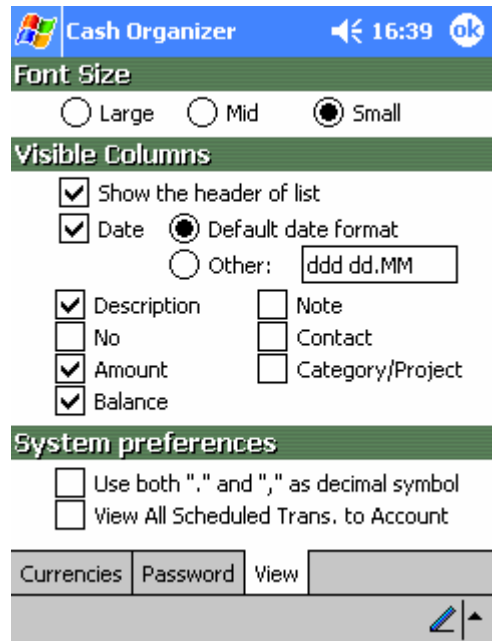 Cash Organizer 16:39 ok
Font Size
Large Mid Small
Visible Columns
Show the header of list
Date Default date format
Other: ddd dd.MM
Description Note
No Contact
Amount Category/Project
Balance
System preferences
Use both "." and "," as decimal symbol
View All Scheduled Trans. to Account
Currencies Password View